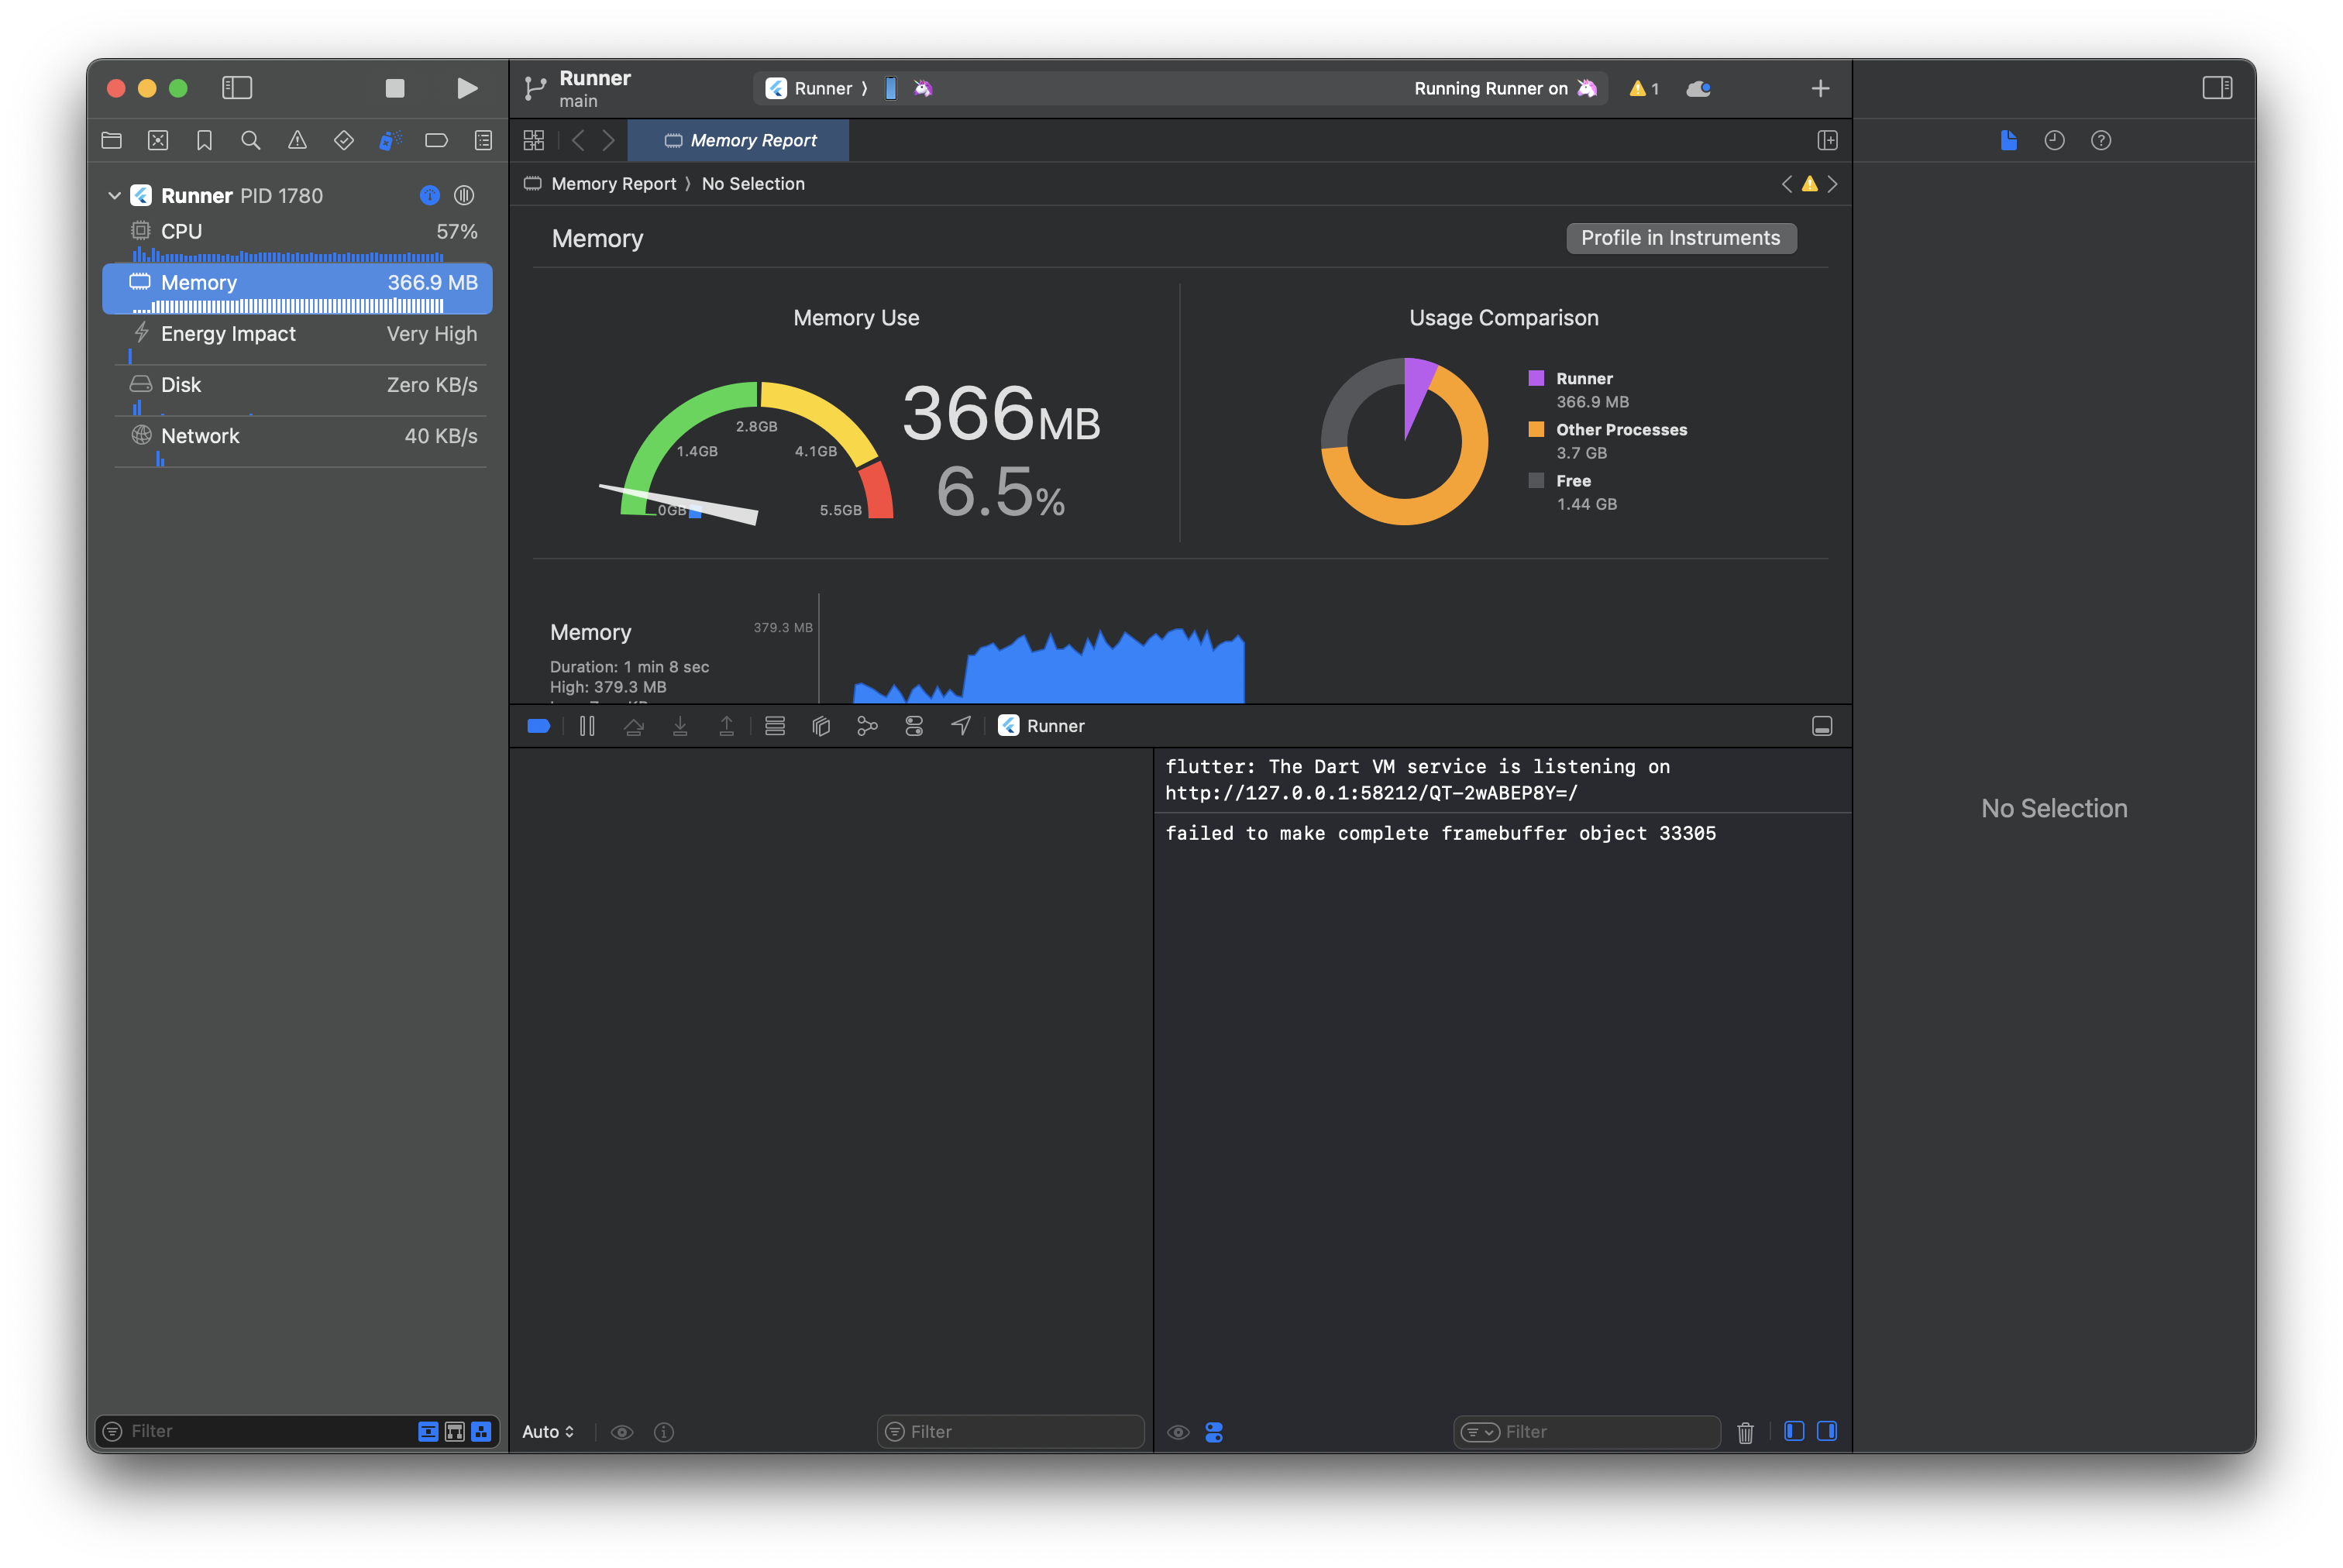 Runner
main
Runner
Running Runner on
1
Memory Report
Runner PID 1780
CPU 57%
Memory 366.9 MB
Energy Impact Very High
Disk Zero KB/s
Network 40 KB/s
Filter
Memory Report No Selection
Memory
Profile in Instruments
Memory Use
0GB
1.4GB
2.8GB
4.1GB
5.5GB
366MB
6.5%
Usage Comparison
Runner
366.9 MB
Other Processes
3.7 GB
Free
1.44 GB
Memory
Duration: 1 min 8 sec
High: 379.3 MB
379.3 MB
Runner
flutter: The Dart VM service is listening on
http://127.0.0.1:58212/QT-2wABEP8Y=/
failed to make complete framebuffer object 33305
Auto
Filter
Filter
No Selection